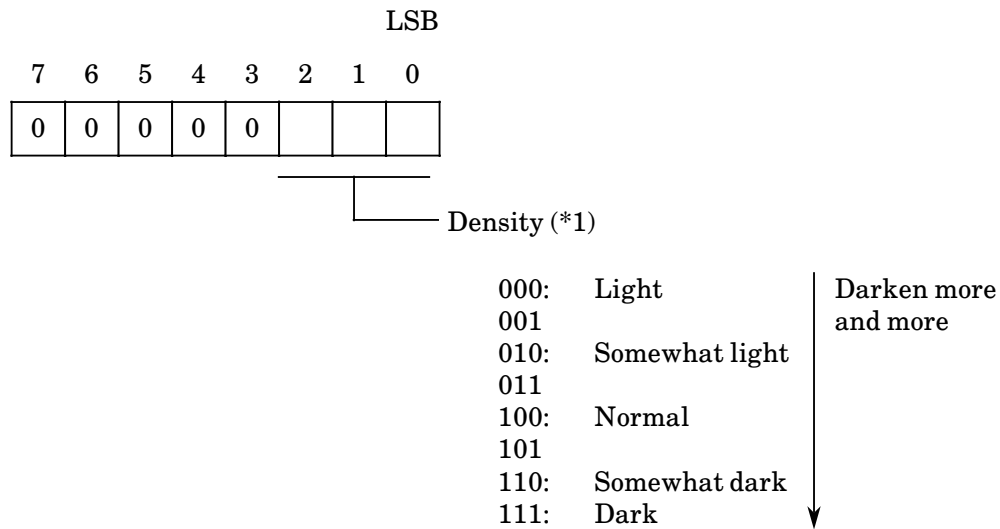 LSB
7 6 5 4 3 2 1 0
0 0 0 0 0
Density (*1)
000: Light Darken more
001 and more
010: Somewhat light
011
100: Normal
101
110: Somewhat dark
111: Dark